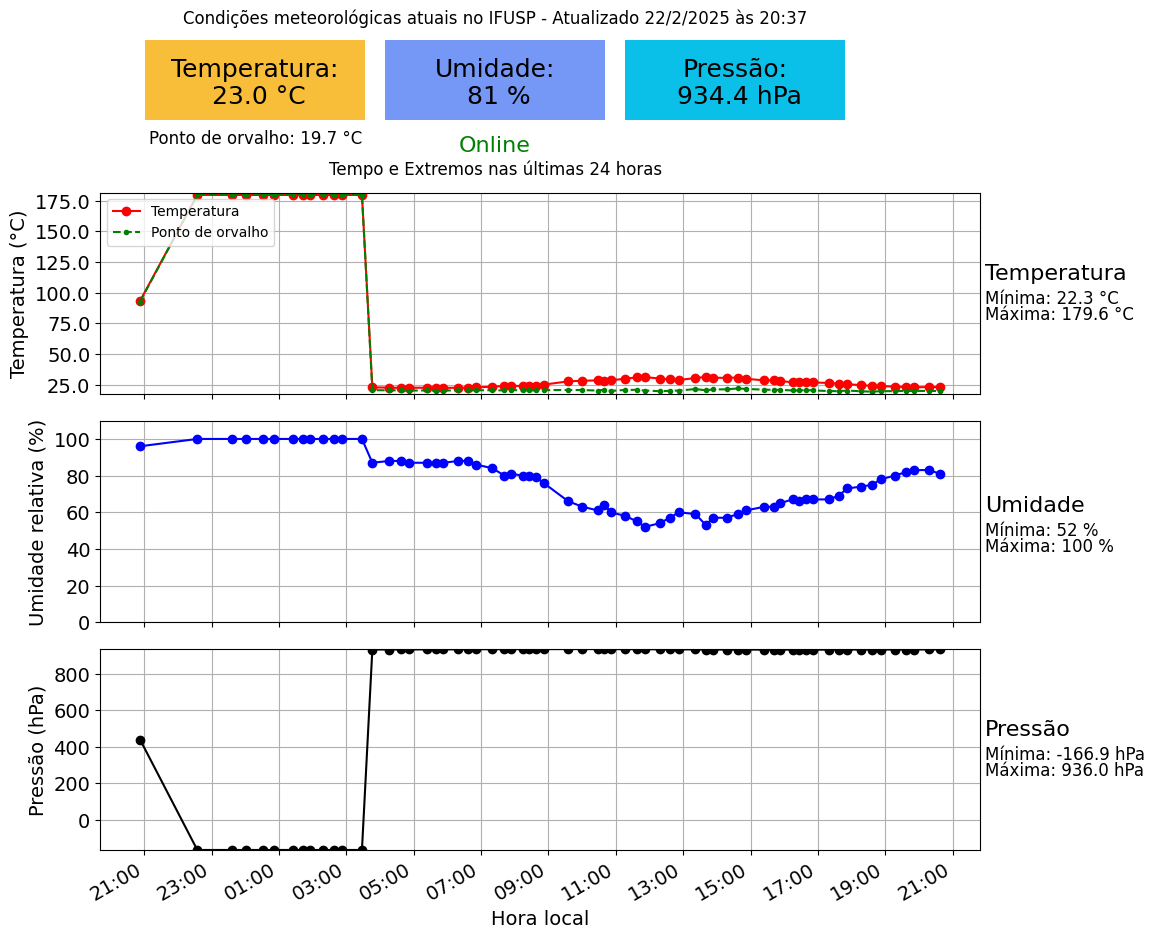 Condições meteorológicas atuais no IFUSP - Atualizado 22/2/2025 às 20:37
Temperatura:
23.0 °C
Umidade:
81 %
Pressão:
934.4 hPa
Ponto de orvalho: 19.7 °C
Online
Tempo e Extremos nas últimas 24 horas
Temperatura (°C)
175.0
150.0
125.0
100.0
75.0
50.0
25.0
Temperatura
Ponto de orvalho
Temperatura
Mínima: 22.3 °C
Máxima: 179.6 °C
Umidade relativa (%)
100
80
60
40
20
0
Umidade
Mínima: 52 %
Máxima: 100 %
Pressão (hPa)
800
600
400
200
0
Pressão
Mínima: -166.9 hPa
Máxima: 936.0 hPa
21:00 23:00 01:00 03:00 05:00 07:00 09:00 11:00 13:00 15:00 17:00 19:00 21:00
Hora local